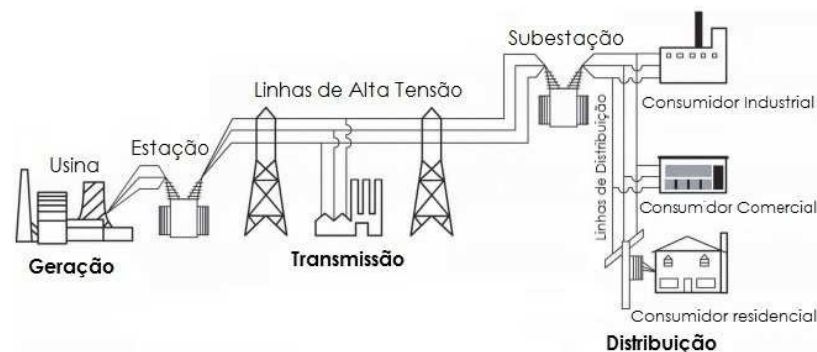 Subestação
Linhas de Alta Tensão
Consumidor Industrial
Estação
Usina
Linhas de Distribuição
Consumidor Comercial
Geração
Transmissão
Consumidor residencial
Distribuição